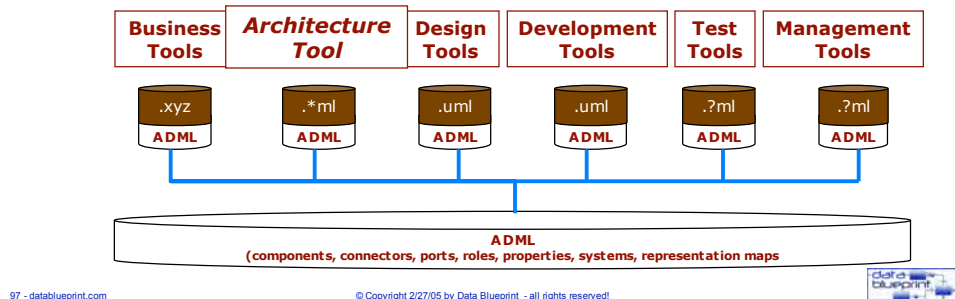 Business Tools
Architecture Tool
Design Tools
Development Tools
Test Tools
Management Tools
.xyz
.*ml
.uml
.uml
.?ml
.?ml
ADML
ADML
ADML
ADML
ADML
ADML
ADML
(components, connectors, ports, roles, properties, systems, representation maps
97 - datablueprint.com
© Copyright 2/27/05 by Data Blueprint - all rights reserved!
data
blueprint